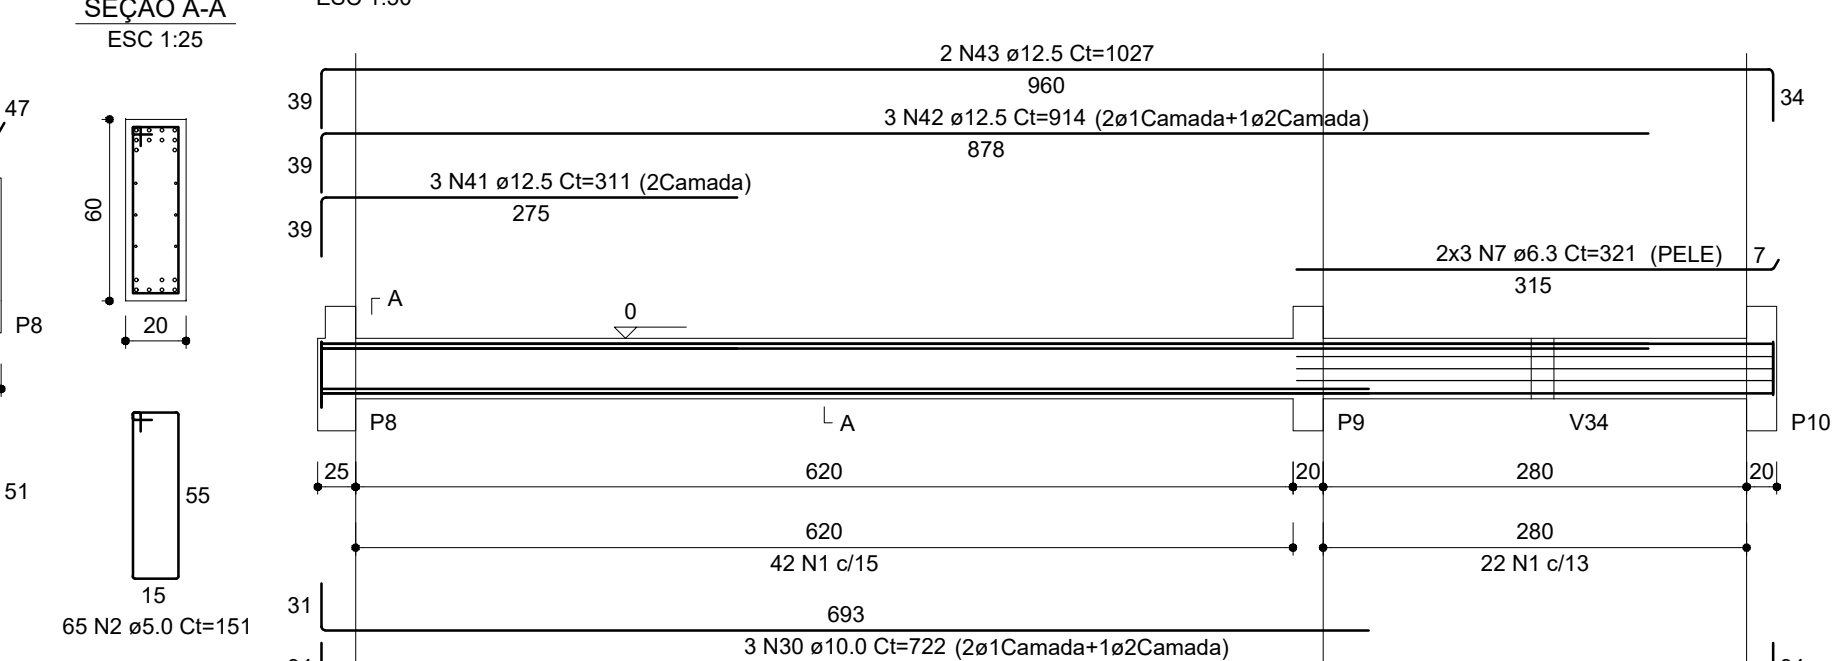 SEÇÃO A-A
ESC 1:25
2 N43 ø12.5 Ct=1027
960
39
34
47
3 N42 ø12.5 Ct=914 (2ø1Camada+1ø2Camada)
878
39
3 N41 ø12.5 Ct=311 (2Camada)
275
39
60
20
2x3 N7 ø6.3 Ct=321 (PELE)
7
315
A
0
P8
P8
A
P9
V34
P10
25
620
20
280
20
51
55
15
65 N2 ø5.0 Ct=151
620
42 N1 c/15
280
22 N1 c/13
31
693
3 N30 ø10.0 Ct=722 (2ø1Camada+1ø2Camada)